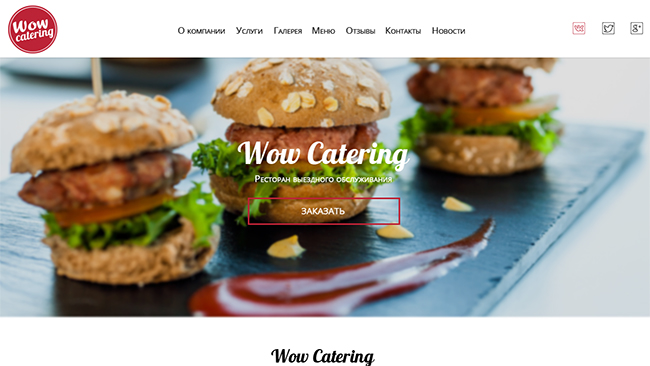 Wow
catering
О компании Услуги Галерея Меню Отзывы Контакты Новости
Wow Catering
Ресторан выездного обслуживания
ЗАКАЗАТЬ
Wow Catering